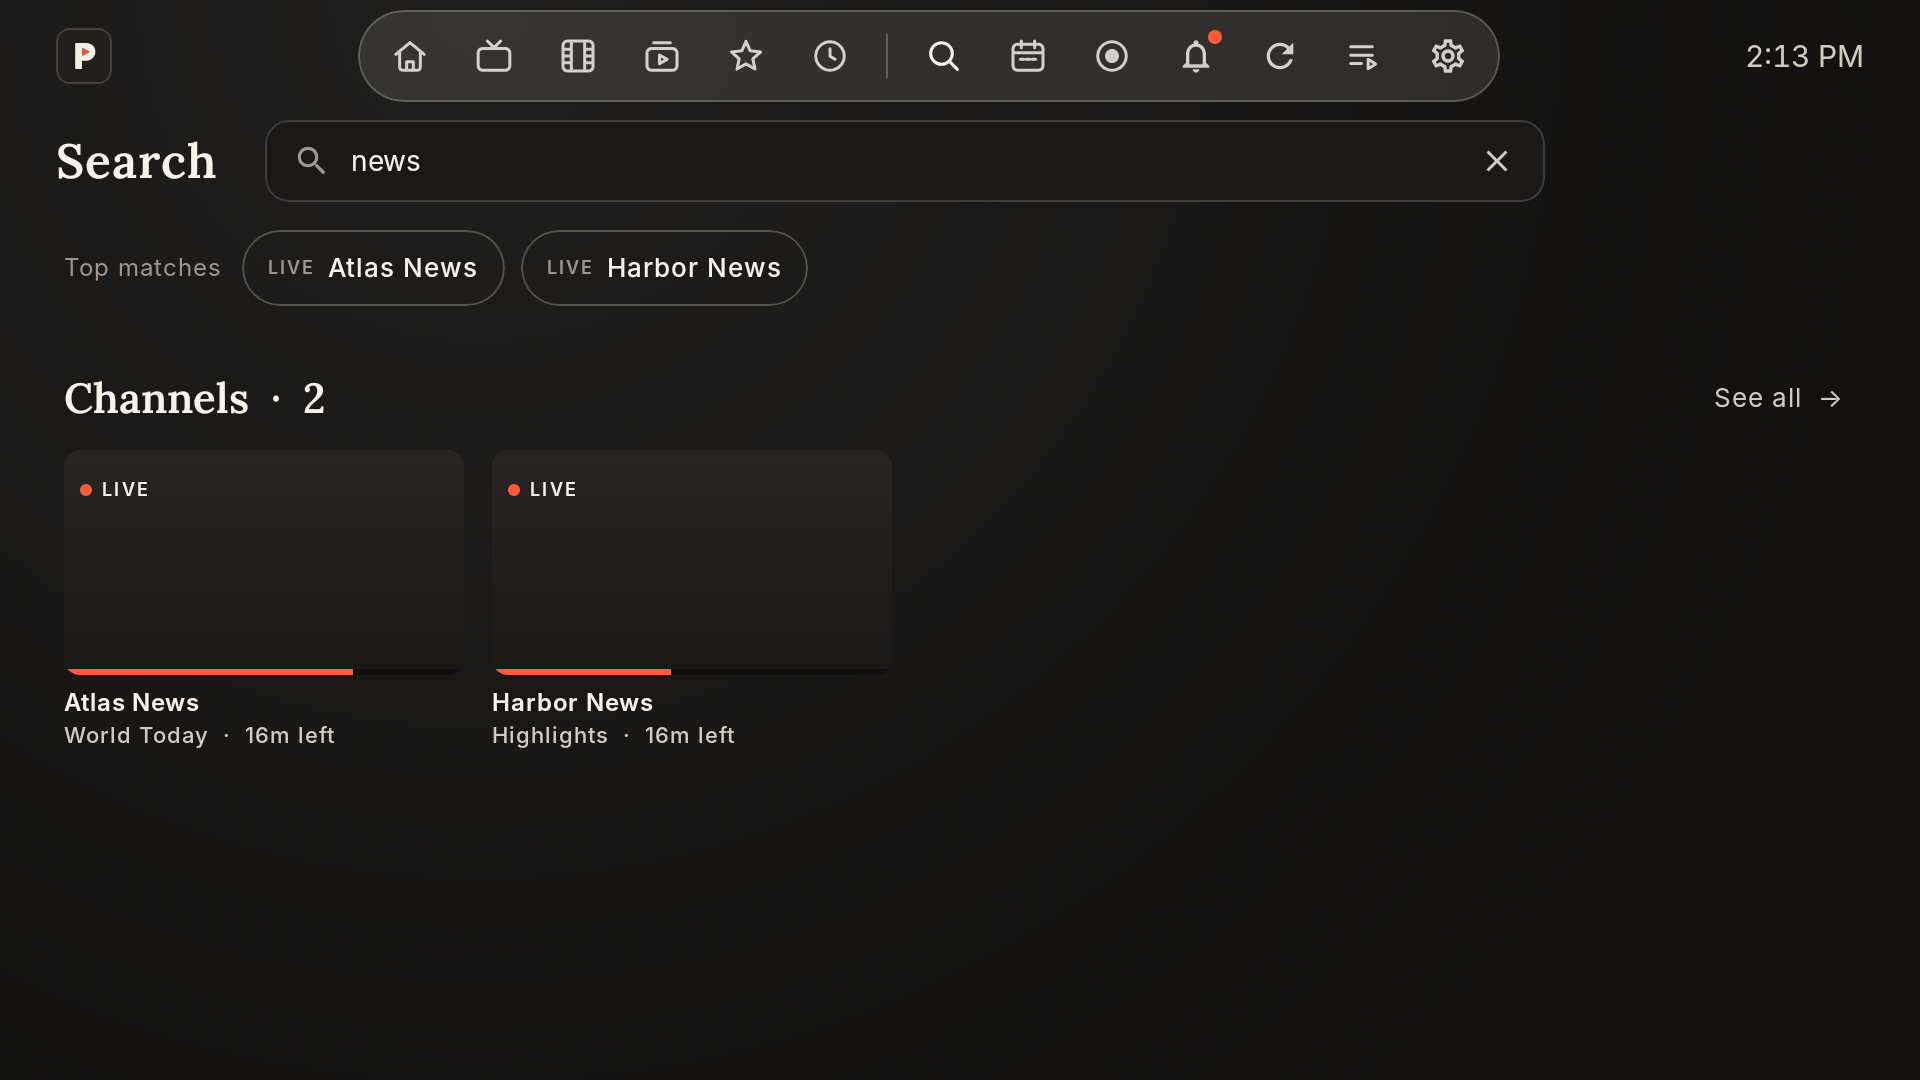 P
2:13 PM
Search
news
Top matches
LIVE Atlas News
LIVE Harbor News
Channels · 2
See all →
LIVE
LIVE
Atlas News
World Today · 16m left
Harbor News
Highlights · 16m left